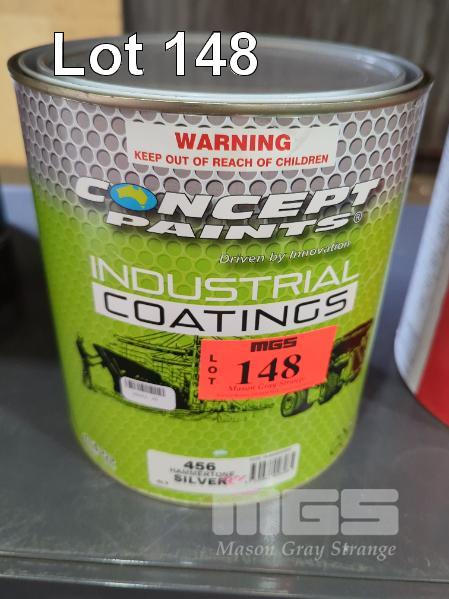 Lot 148
WARNING
KEEP OUT OF REACH OF CHILDREN
CONCEPT
PAINTS®
Driven by Innovation
INDUSTRIAL
COATINGS
MGS
LOT
148
Mason Gray Strange
456
HAMMERTONE
SILVER
MGS
Mason Gray Strange